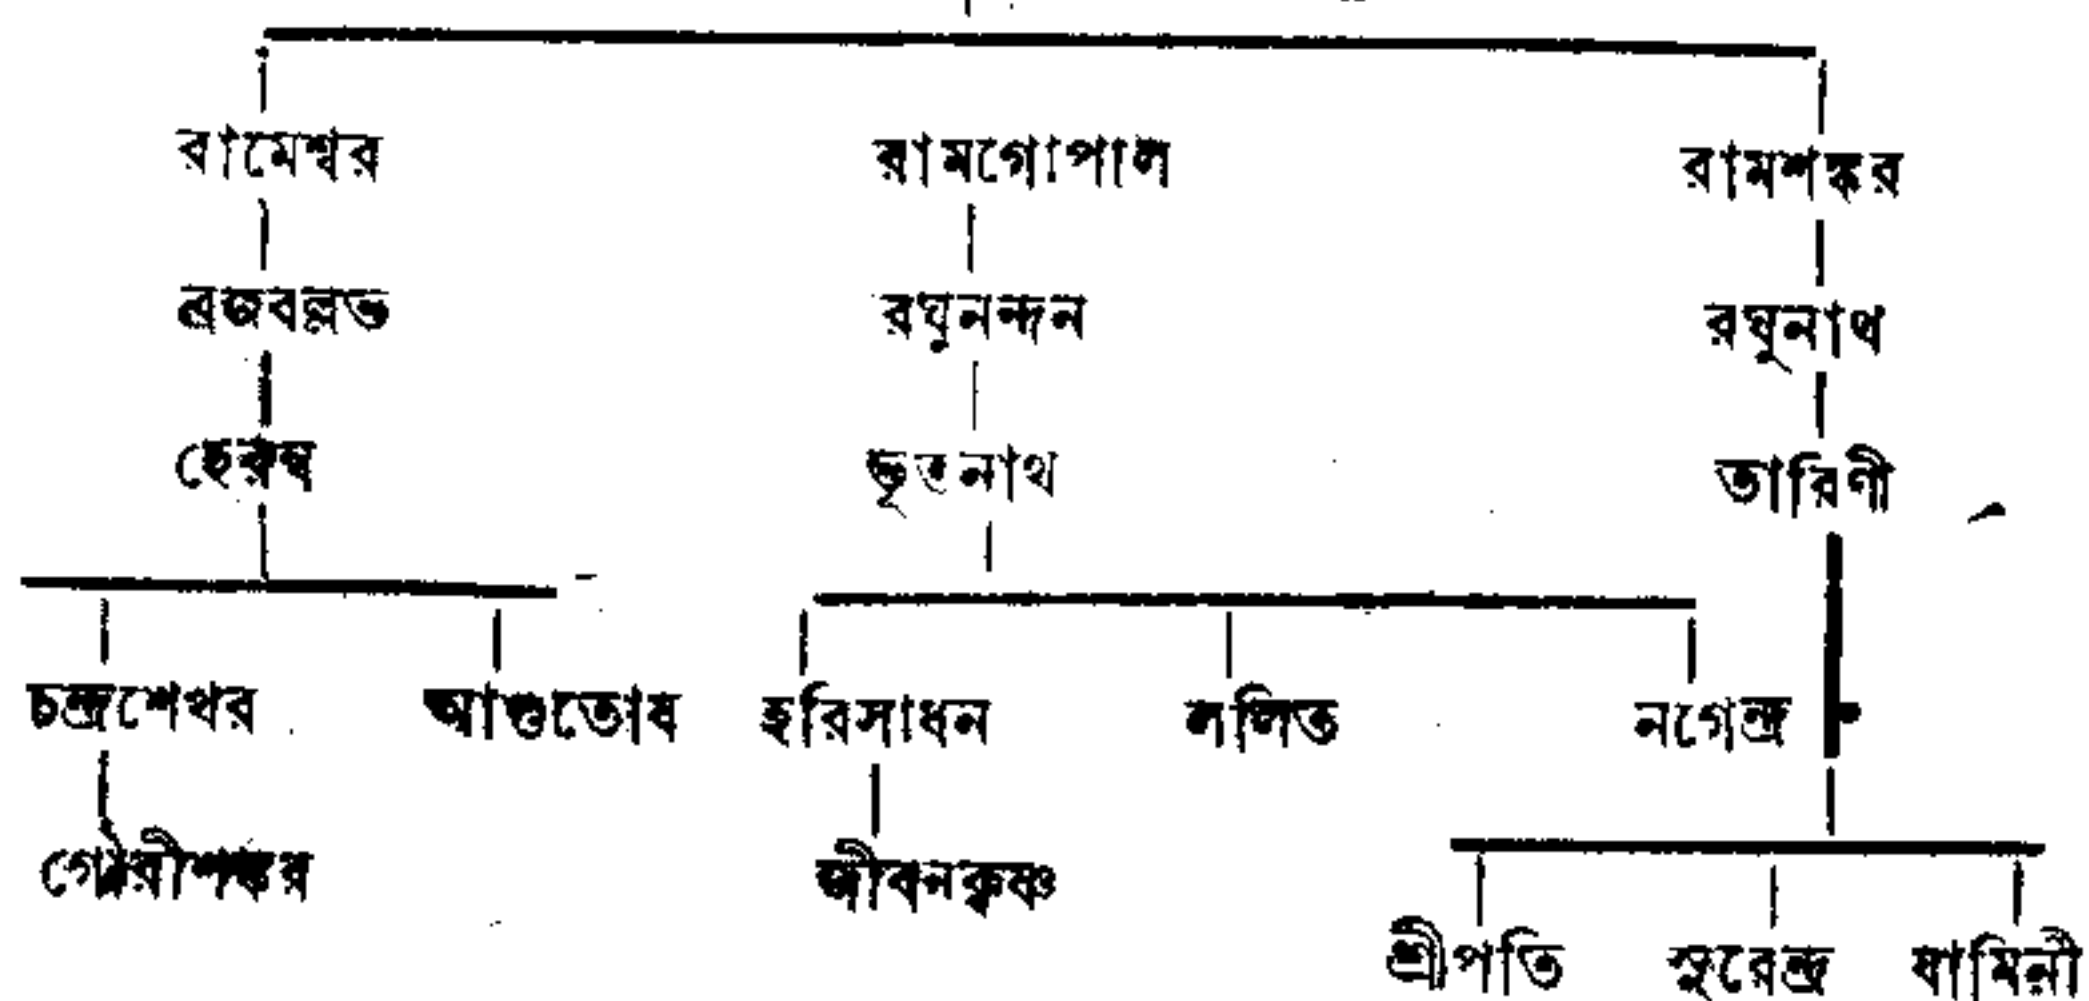 রামেশ্বর রামগোপাল রামশঙ্কর
ব্রজবল্লভ রঘুনন্দন রঘুনাথ
হেরম্ব ভূতনাথ তারিণী
চন্দ্রশেখর আশুতোষ হরিসাধন ললিত নগেন্দ্র
গৌরীশঙ্কর জীবনকৃষ্ণ
শ্রীপতি সুরেন্দ্র যামিনী